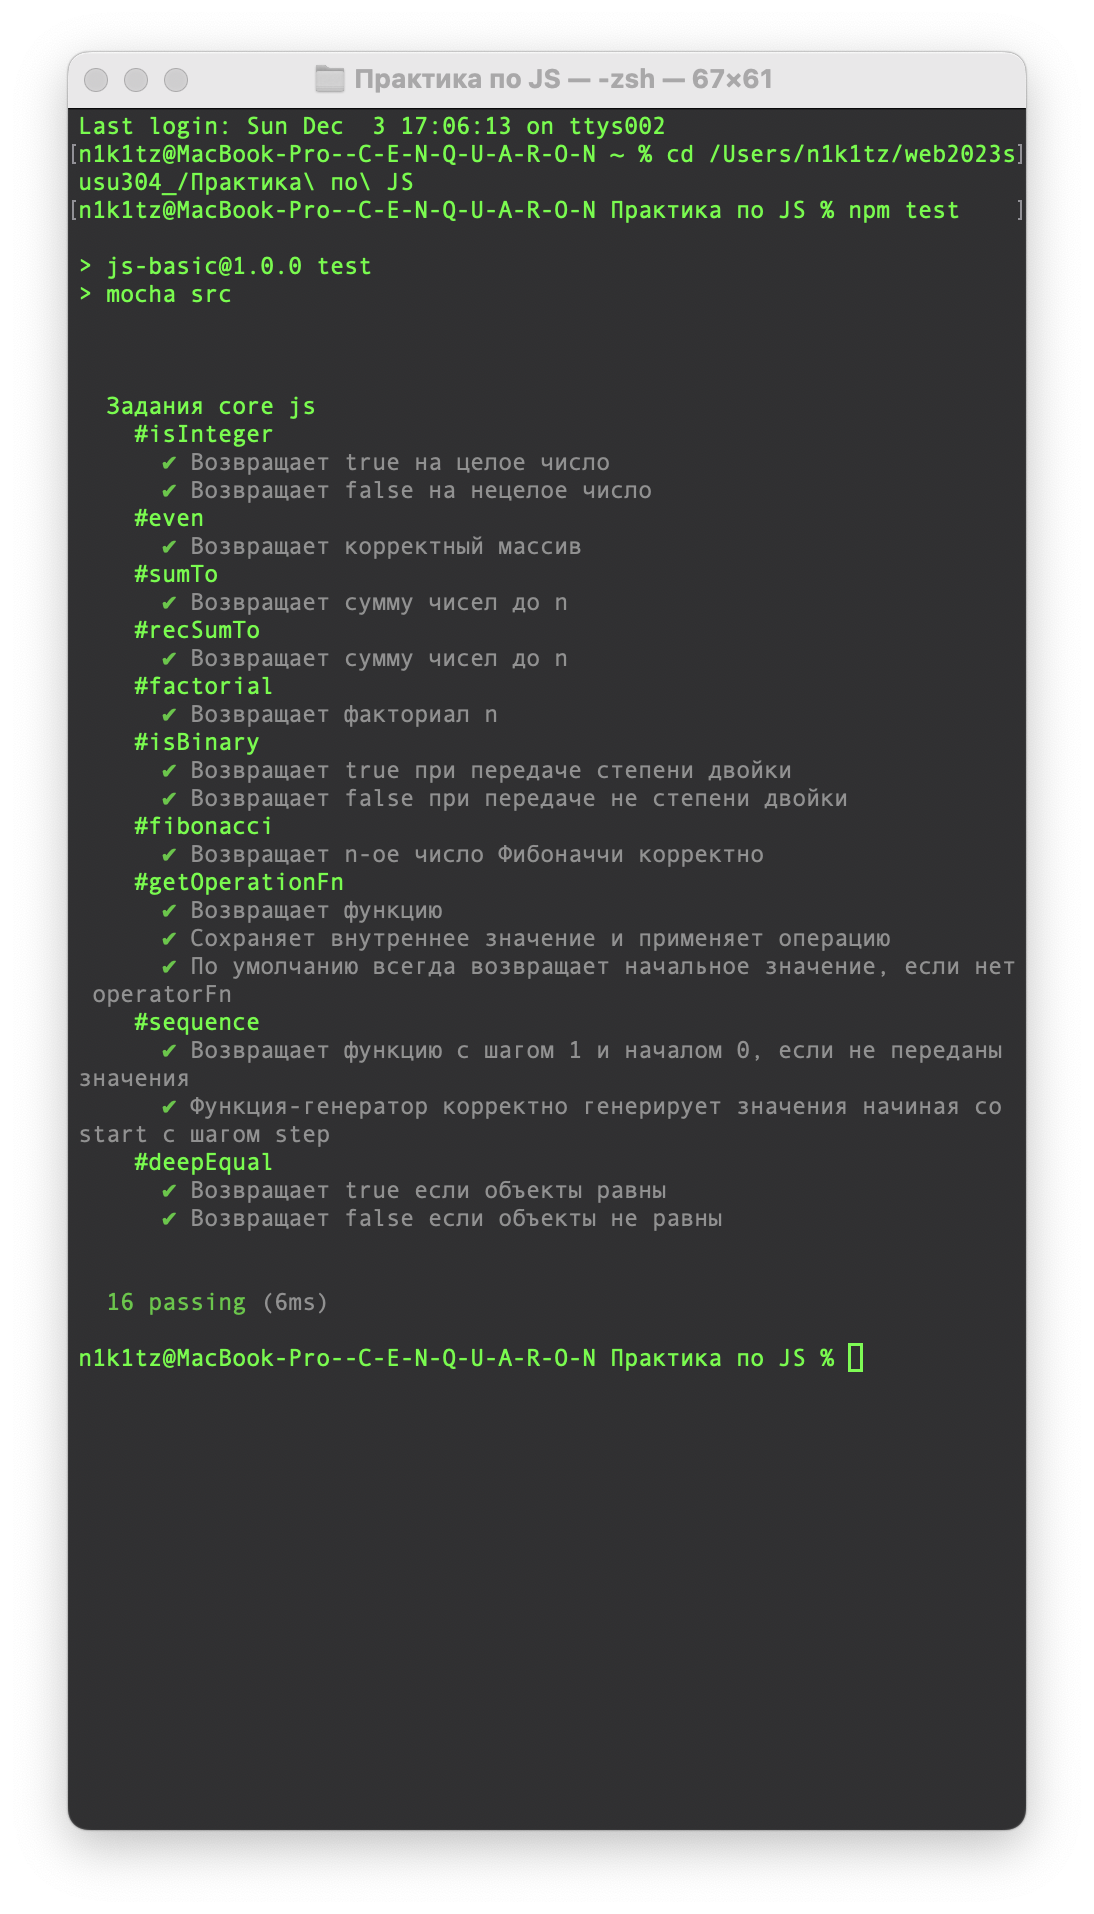 Практика по JS — -zsh — 67×61
Last login: Sun Dec  3 17:06:13 on ttys002
[n1k1tz@MacBook-Pro--C-E-N-Q-U-A-R-O-N ~ % cd /Users/n1k1tz/web2023s]
usu304_/Практика\ по\ JS
[n1k1tz@MacBook-Pro--C-E-N-Q-U-A-R-O-N Практика по JS % npm test    ]
> js-basic@1.0.0 test
> mocha src
Задания core js
#isInteger
✔ Возвращает true на целое число
✔ Возвращает false на нецелое число
#even
✔ Возвращает корректный массив
#sumTo
✔ Возвращает сумму чисел до n
#recSumTo
✔ Возвращает сумму чисел до n
#factorial
✔ Возвращает факториал n
#isBinary
✔ Возвращает true при передаче степени двойки
✔ Возвращает false при передаче не степени двойки
#fibonacci
✔ Возвращает n-ое число Фибоначчи корректно
#getOperationFn
✔ Возвращает функцию
✔ Сохраняет внутреннее значение и применяет операцию
✔ По умолчанию всегда возвращает начальное значение, если нет
operatorFn
#sequence
✔ Возвращает функцию с шагом 1 и началом 0, если не переданы
значения
✔ Функция-генератор корректно генерирует значения начиная со
start с шагом step
#deepEqual
✔ Возвращает true если объекты равны
✔ Возвращает false если объекты не равны
16 passing (6ms)
n1k1tz@MacBook-Pro--C-E-N-Q-U-A-R-O-N Практика по JS %